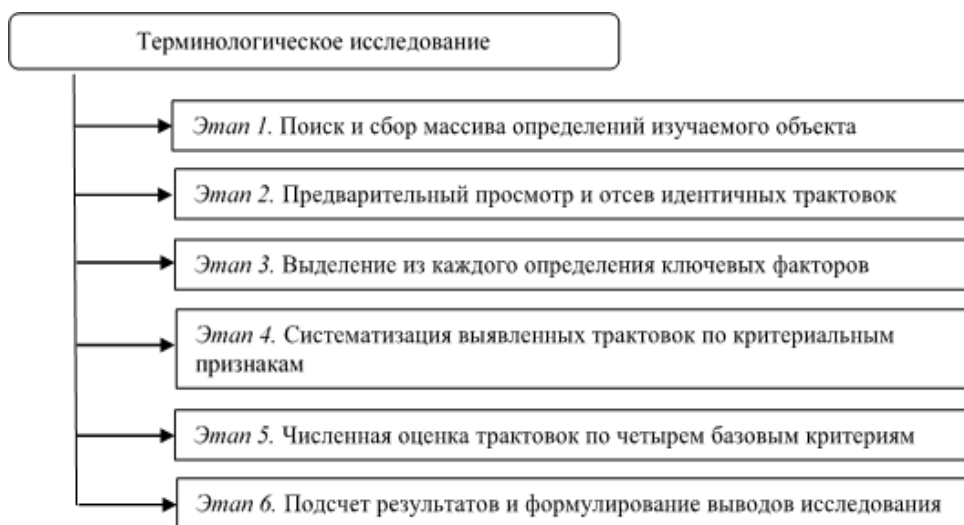 Терминологическое исследование
Этап 1. Поиск и сбор массива определений изучаемого объекта
Этап 2. Предварительный просмотр и отсев идентичных трактовок
Этап 3. Выделение из каждого определения ключевых факторов
Этап 4. Систематизация выявленных трактовок по критериальным
признакам
Этап 5. Численная оценка трактовок по четырем базовым критериям
Этап 6. Подсчет результатов и формулирование выводов исследования